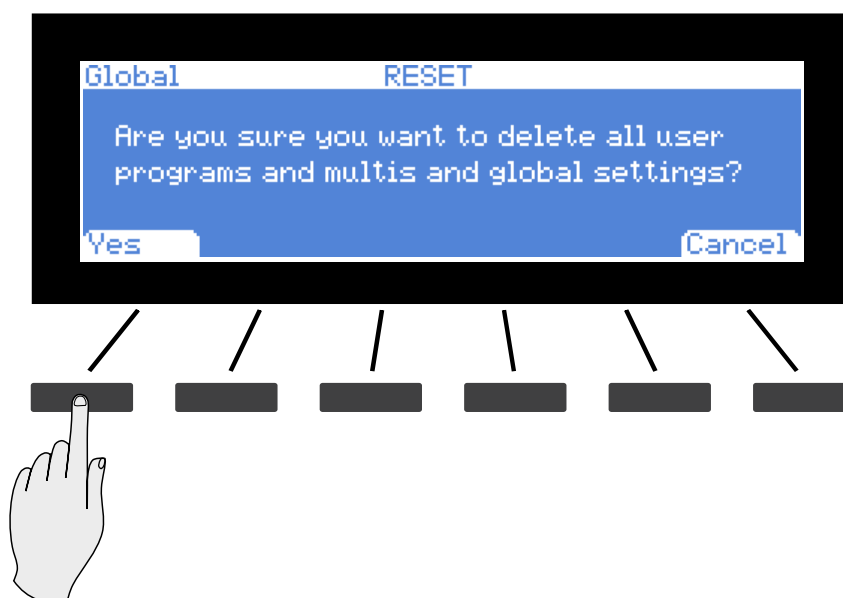 Global RESET
Are you sure you want to delete all user
programs and multis and global settings?
Yes Cancel